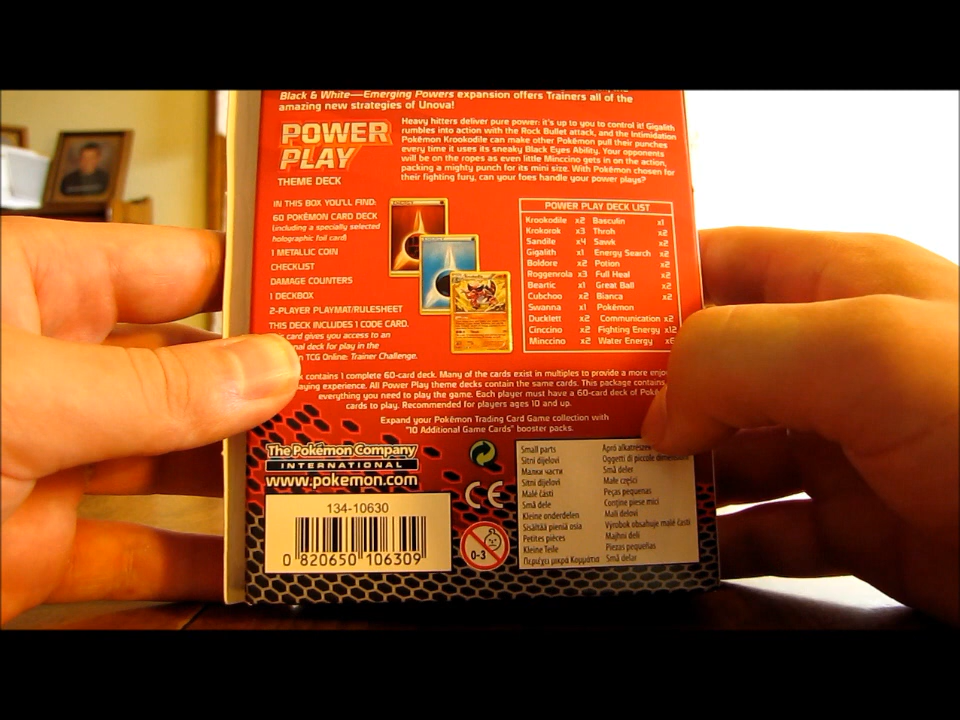 Black & White—Emerging Powers expansion offers Trainers all of the
amazing new strategies of Unova!
POWER
PLAY
THEME DECK
Heavy hitters deliver pure power: it's up to you to control it! Gigalith
rumbles into action with the Rock Bullet attack, and the Intimidation
Pokémon Krookodile can make other Pokémon pull their punches
every time it uses its sneaky Black Eyes Ability. Your opponents
will be on the ropes as even little Minccino gets in on the action,
packing a mighty punch for its mini size. With Pokémon chosen for
their fighting fury, can your foes handle your power plays?
IN THIS BOX YOU'LL FIND:
60 POKÉMON CARD DECK
(including a specially selected
holographic foil card)
1 METALLIC COIN
CHECKLIST
DAMAGE COUNTERS
1 DECKBOX
2-PLAYER PLAYMAT/RULESHEET
THIS DECK INCLUDES 1 CODE CARD.
card gives you access to an
deck for play in the
TCG Online: Trainer Challenge.
POWER PLAY DECK LIST
Krookodile x2 Basculin x1
Krokorok x3 Throh x2
Sandile x4 Sawk x2
Gigalith x1 Energy Search x2
Boldore x2 Potion x2
Roggenrola x3 Full Heal x2
Beartic x1 Great Ball x2
Cubchoo x2 Bianca x2
Swanna x1 Pokémon
Ducklett x2 Communication x2
Cinccino x2 Fighting Energy x12
Minccino x2 Water Energy
contains 1 complete 60-card deck. Many of the cards exist in multiples to provide a more
experience. All Power Play theme decks contain the same cards. This package contains
everything you need to play the game. Each player must have a 60-card deck of
cards to play. Recommended for players ages 10 and up.
Expand your Pokémon Trading Card Game collection with
"10 Additional Game Cards" booster packs.
The Pokémon Company
INTERNATIONAL
www.pokemon.com
134-10630
0 820650 106309
CE
0-3
Small parts
Sitni dijelovi
Малки части
Sitni dijelovi
Malé části
Små dele
Kleine onderdelen
Sisältää pieniä osia
Petites pièces
Kleine Teile
Περιέχει μικρά Κομμάτια
Apró alkatrészek
Oggetti di piccole dimensioni
Små deler
Małe części
Peças pequenas
Conţine piese mici
Mali delovi
Výrobok obsahuje malé časti
Majhni deli
Piezas pequeñas
Små delar